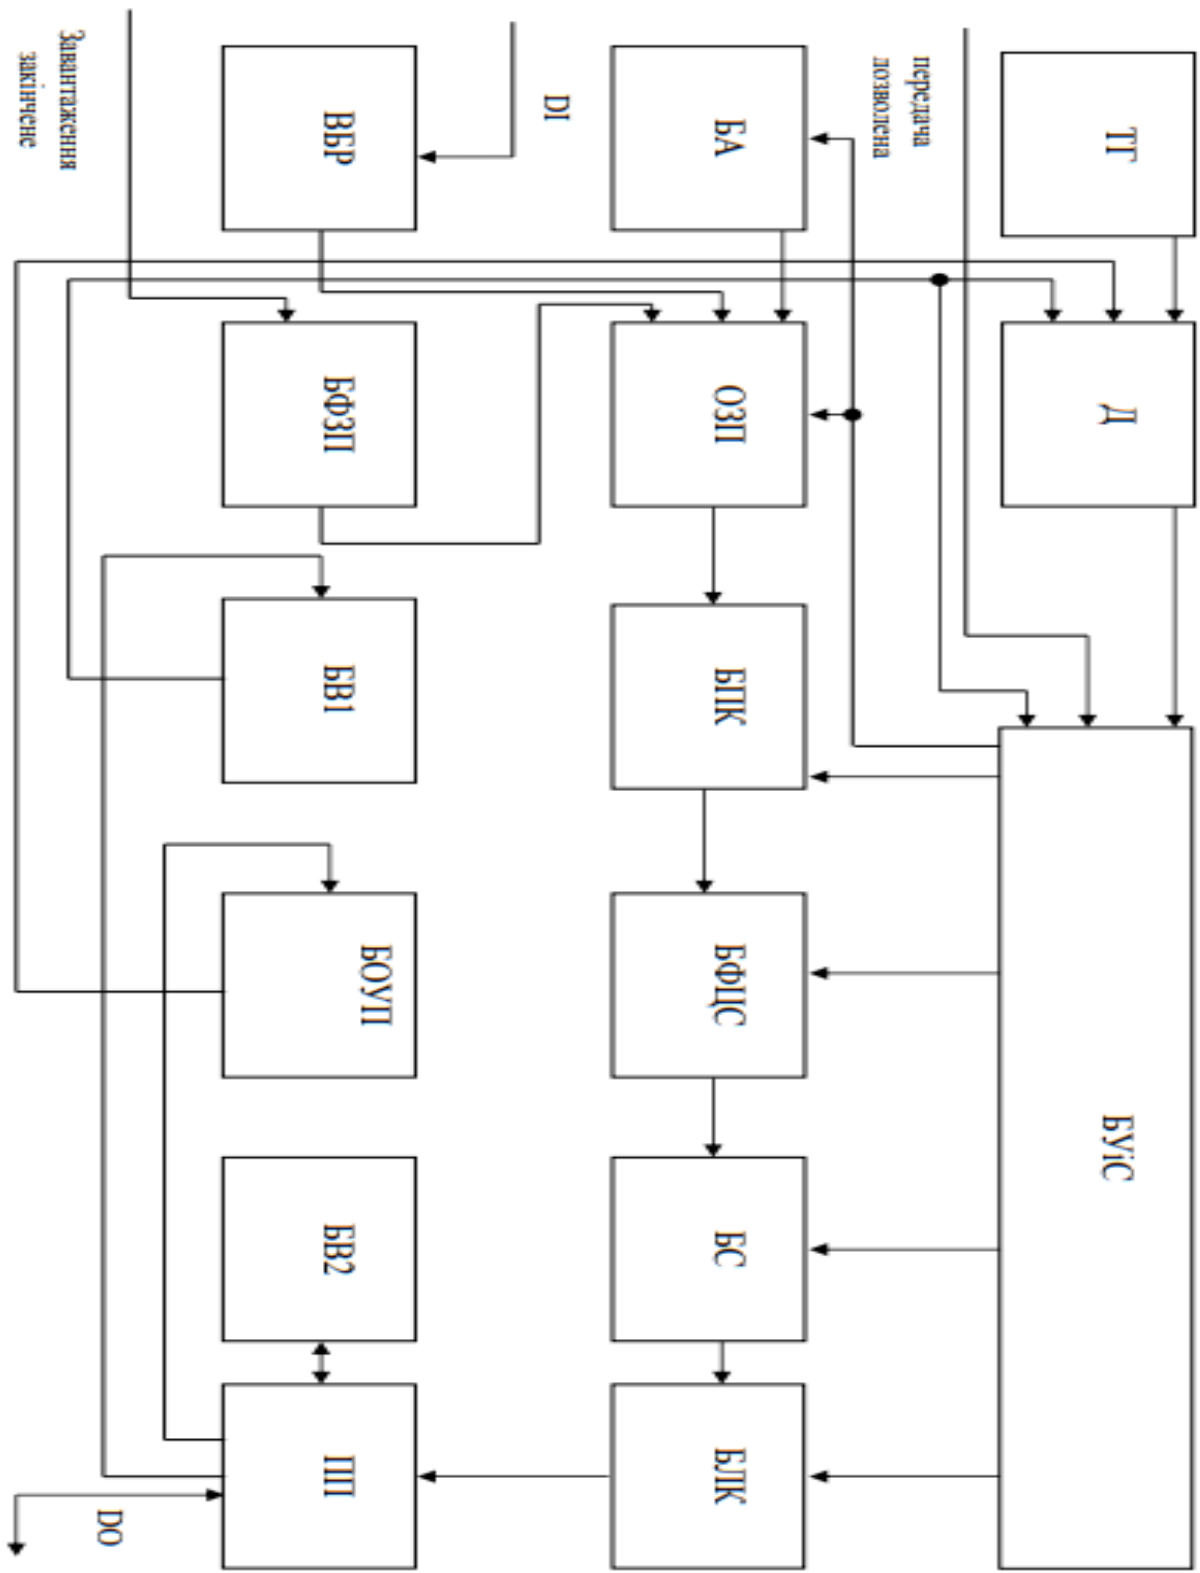 ТГ
Д
БУіС
передача
дозволена
БА
ОЗП
БПК
БФЦС
БС
БЛК
DI
ВБР
БФЗП
БВ1
БОУП
БВ2
ПП
DO
Завантаження
закінчене